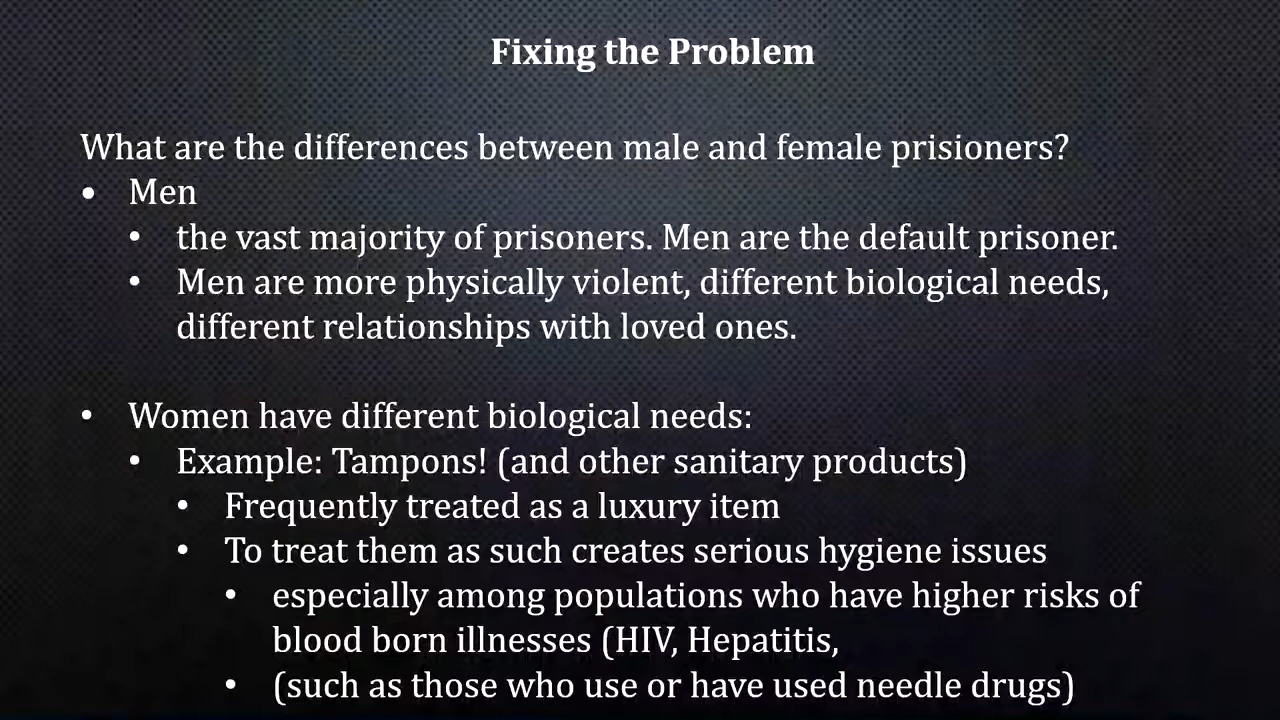 Fixing the Problem
What are the differences between male and female prisioners?
• Men
• the vast majority of prisoners. Men are the default prisoner.
• Men are more physically violent, different biological needs,
different relationships with loved ones.
• Women have different biological needs:
• Example: Tampons! (and other sanitary products)
• Frequently treated as a luxury item
• To treat them as such creates serious hygiene issues
• especially among populations who have higher risks of
blood born illnesses (HIV, Hepatitis,
• (such as those who use or have used needle drugs)